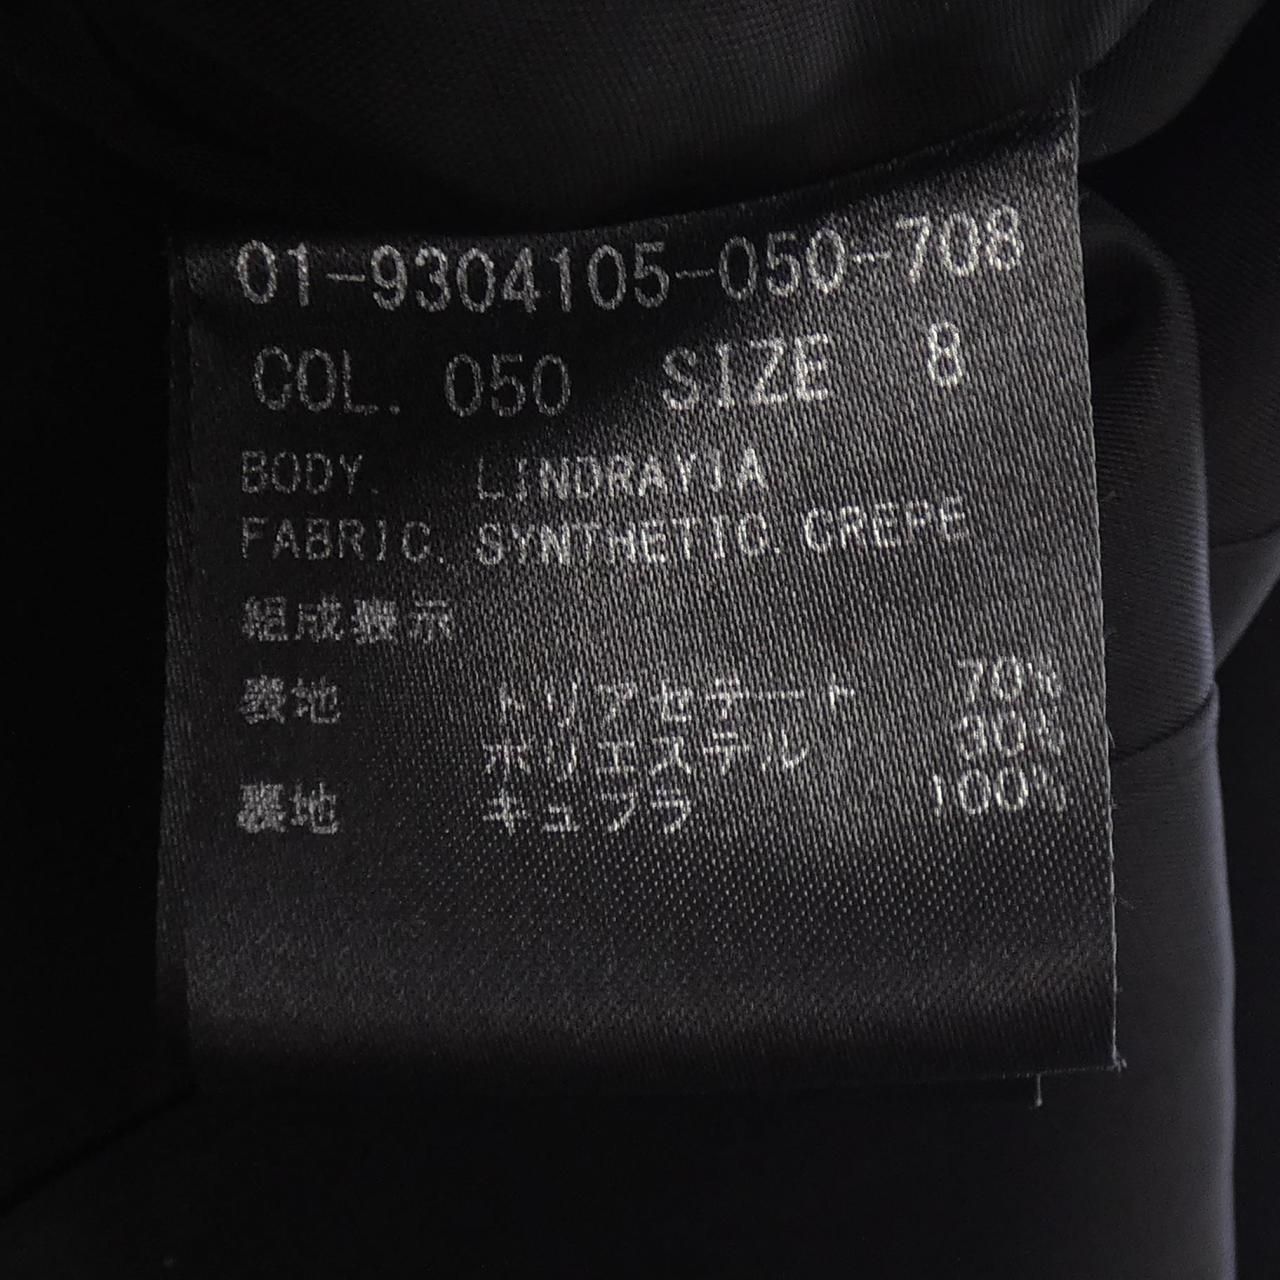 01-9304105-050-708
COL. 050 SIZE 8
BODY. LINDRAYIA
FABRIC. SYNTHETIC CREPE
組成表示
表地 トリアセテート 70%
ポリエステル 30%
裏地 キュプラ 100%